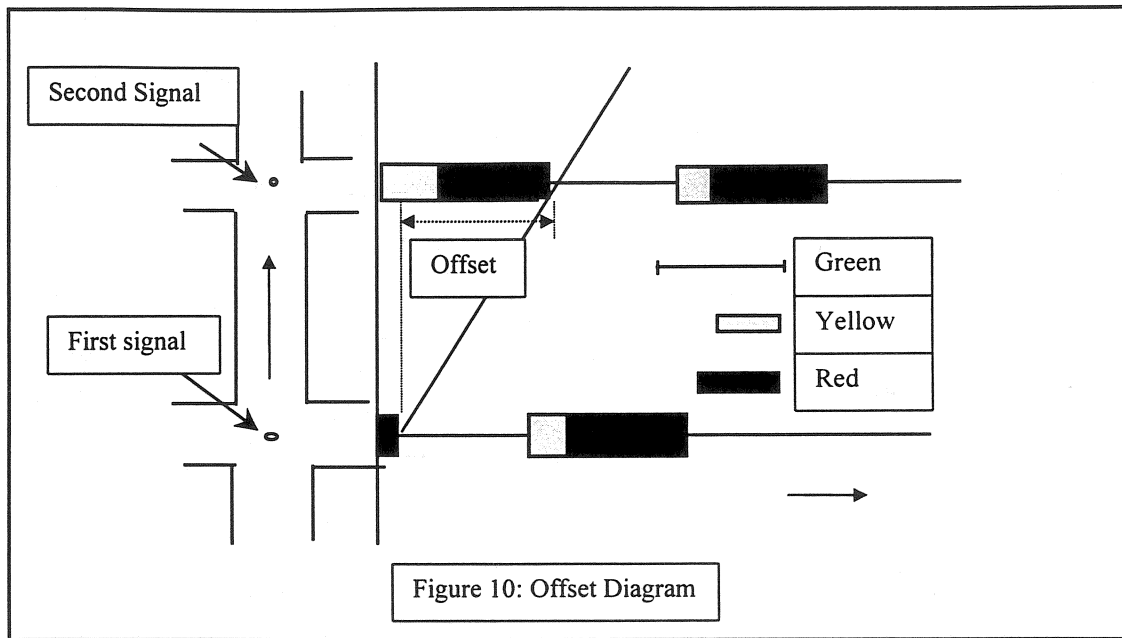 Second Signal
Offset
Green
Yellow
First signal
Red
Figure 10: Offset Diagram